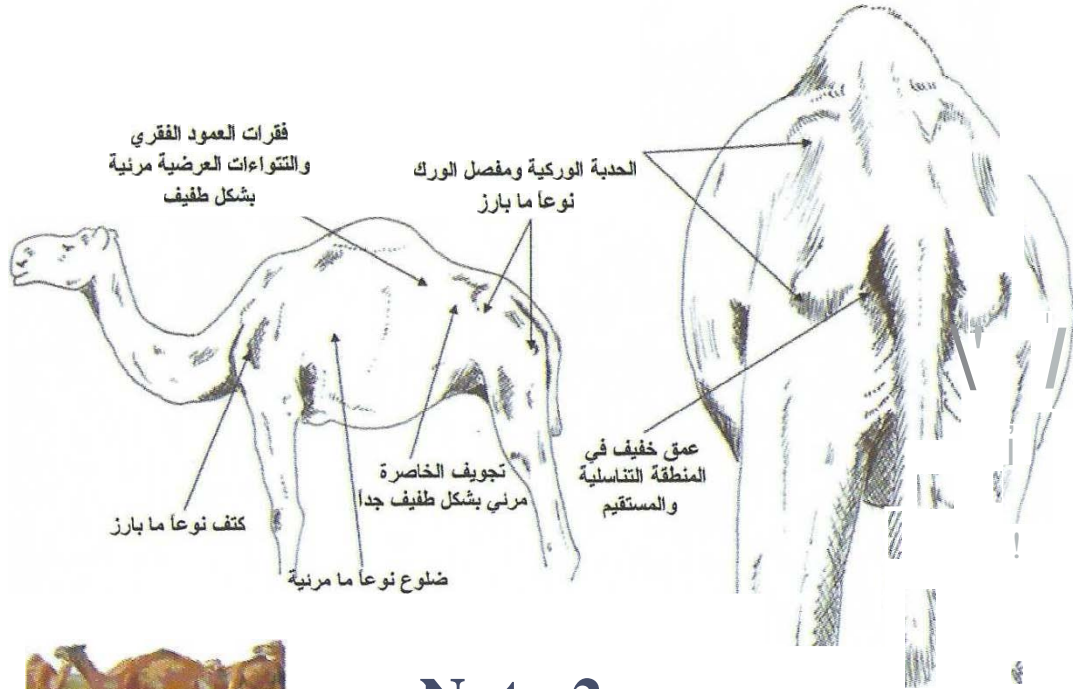 فقرات العمود الفقري
والنتواءات العرضية مرئية
بشكل طفيف
الحدبة الوركية ومفصل الورك
نوعاً ما بارز
عمق خفيف في
المنطقة التناسلية
والمستقيم
تجويف الخاصرة
مرئي بشكل طفيف جداً
كتف نوعاً ما بارز
ضلوع نوعاً ما مرئية